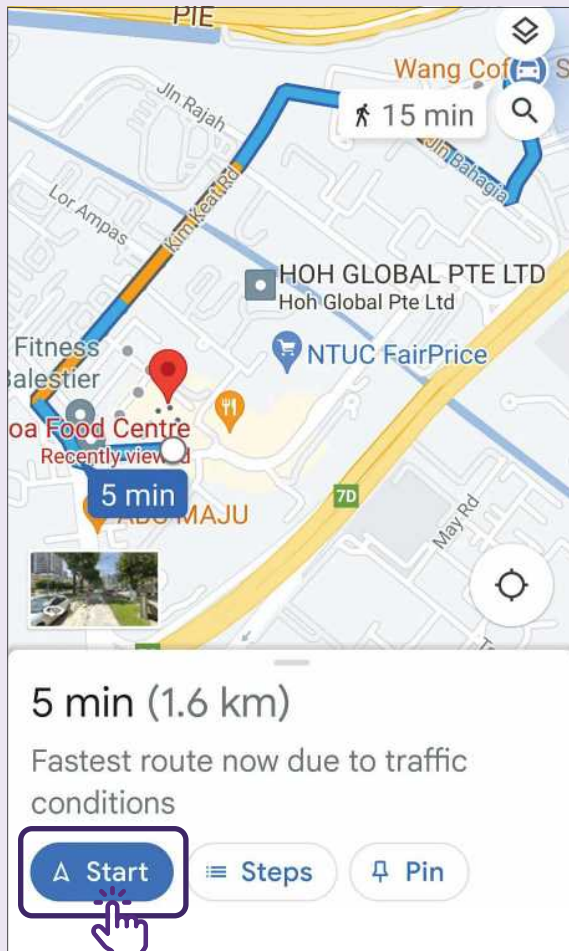 PIE
Wang Cof
S
Jln Rajah
15 min
Jln Bahagia
Kim Keat Rd
Lor Ampas
HOH GLOBAL PTE LTD
Hoh Global Pte Ltd
Fitness
Balestier
NTUC FairPrice
oa Food Centre
Recently viewed
5 min
MAJU
7D
May Rd
5 min (1.6 km)
Fastest route now due to traffic
conditions
Start
Steps
Pin